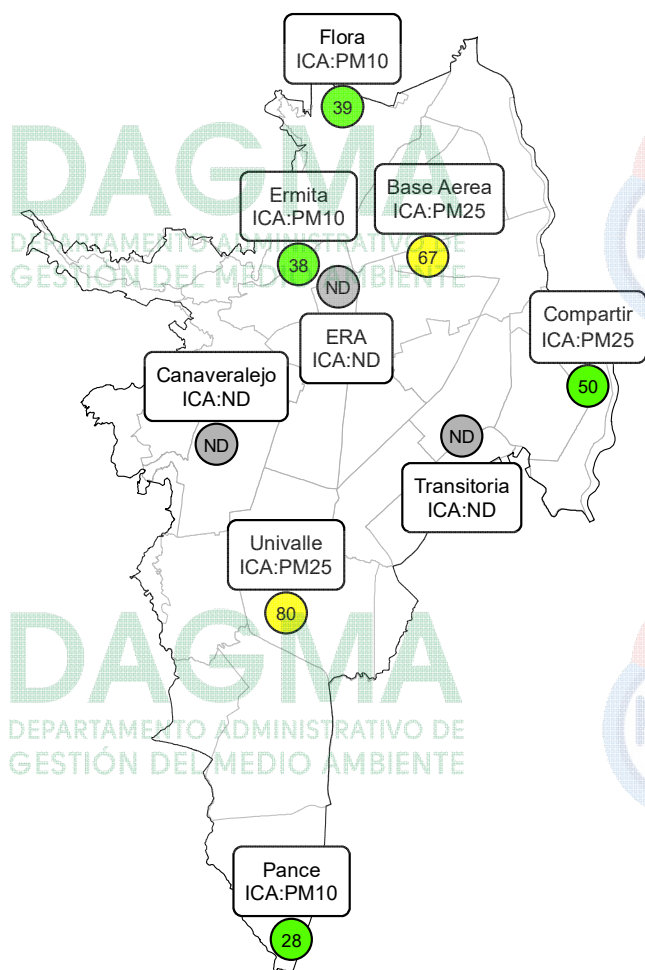 Flora
ICA:PM10
39
DAGMA
DEPARTAMENTO ADMINISTRATIVO DE
GESTIÓN DEL MEDIO AMBIENTE
Ermita
ICA:PM10
38
Base Aerea
ICA:PM25
67
ND
ERA
ICA:ND
Compartir
ICA:PM25
50
Canaveralejo
ICA:ND
ND
ND
Transitoria
ICA:ND
Univalle
ICA:PM25
80
DAGMA
DEPARTAMENTO ADMINISTRATIVO DE
GESTIÓN DEL MEDIO AMBIENTE
Pance
ICA:PM10
28